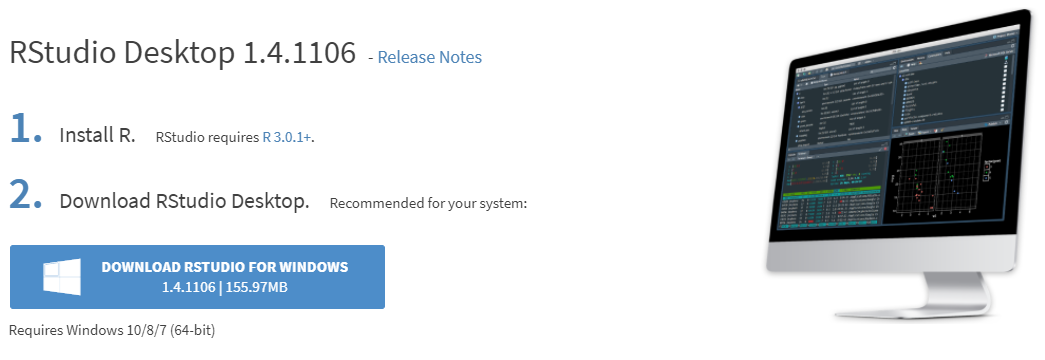 RStudio Desktop 1.4.1106 - Release Notes
1. Install R. RStudio requires R 3.0.1+.
2. Download RStudio Desktop. Recommended for your system:
DOWNLOAD RSTUDIO FOR WINDOWS
1.4.1106 | 155.97MB
Requires Windows 10/8/7 (64-bit)